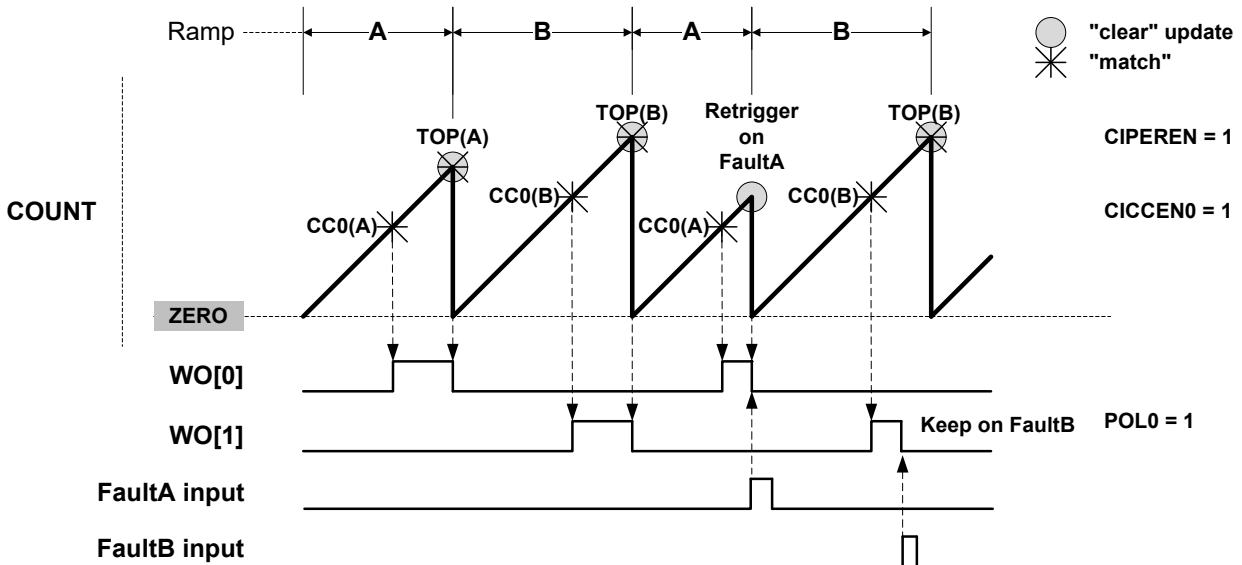 Ramp
A
B
A
B
"clear" update
"match"
TOP(A)
TOP(B)
Retrigger
on
FaultA
TOP(B)
CIPEREN = 1
COUNT
CC0(A)
CC0(B)
CC0(A)
CC0(B)
CICCEN0 = 1
ZERO
WO[0]
WO[1]
Keep on FaultB
POL0 = 1
FaultA input
FaultB input